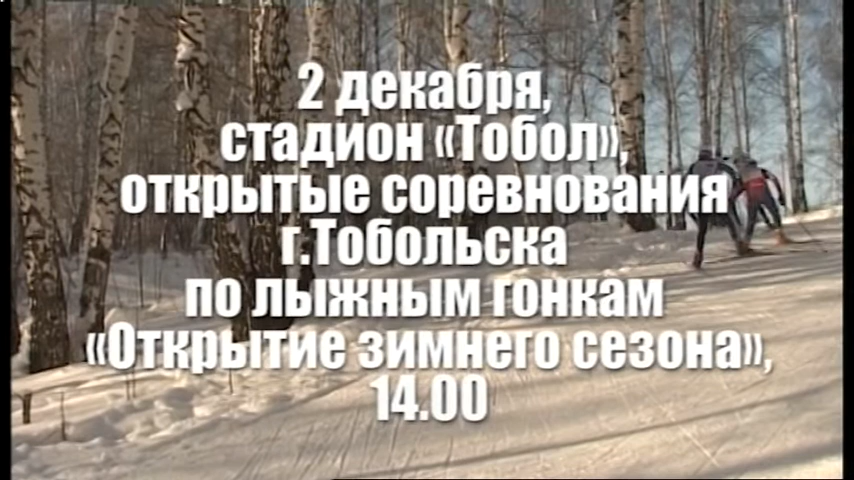 2 декабря,
стадион «Тобол»,
открытые соревнования
г.Тобольска
по лыжным гонкам
«Открытие зимнего сезона»,
14.00